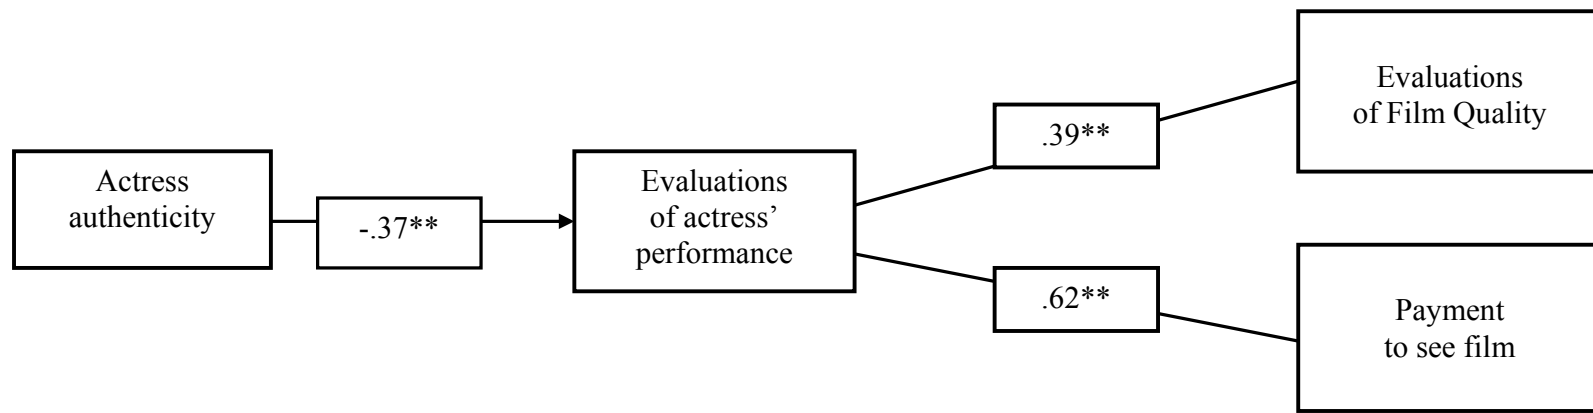 Actress
authenticity
-.37**
Evaluations
of actress’
performance
.39**
.62**
Evaluations
of Film Quality
Payment
to see film